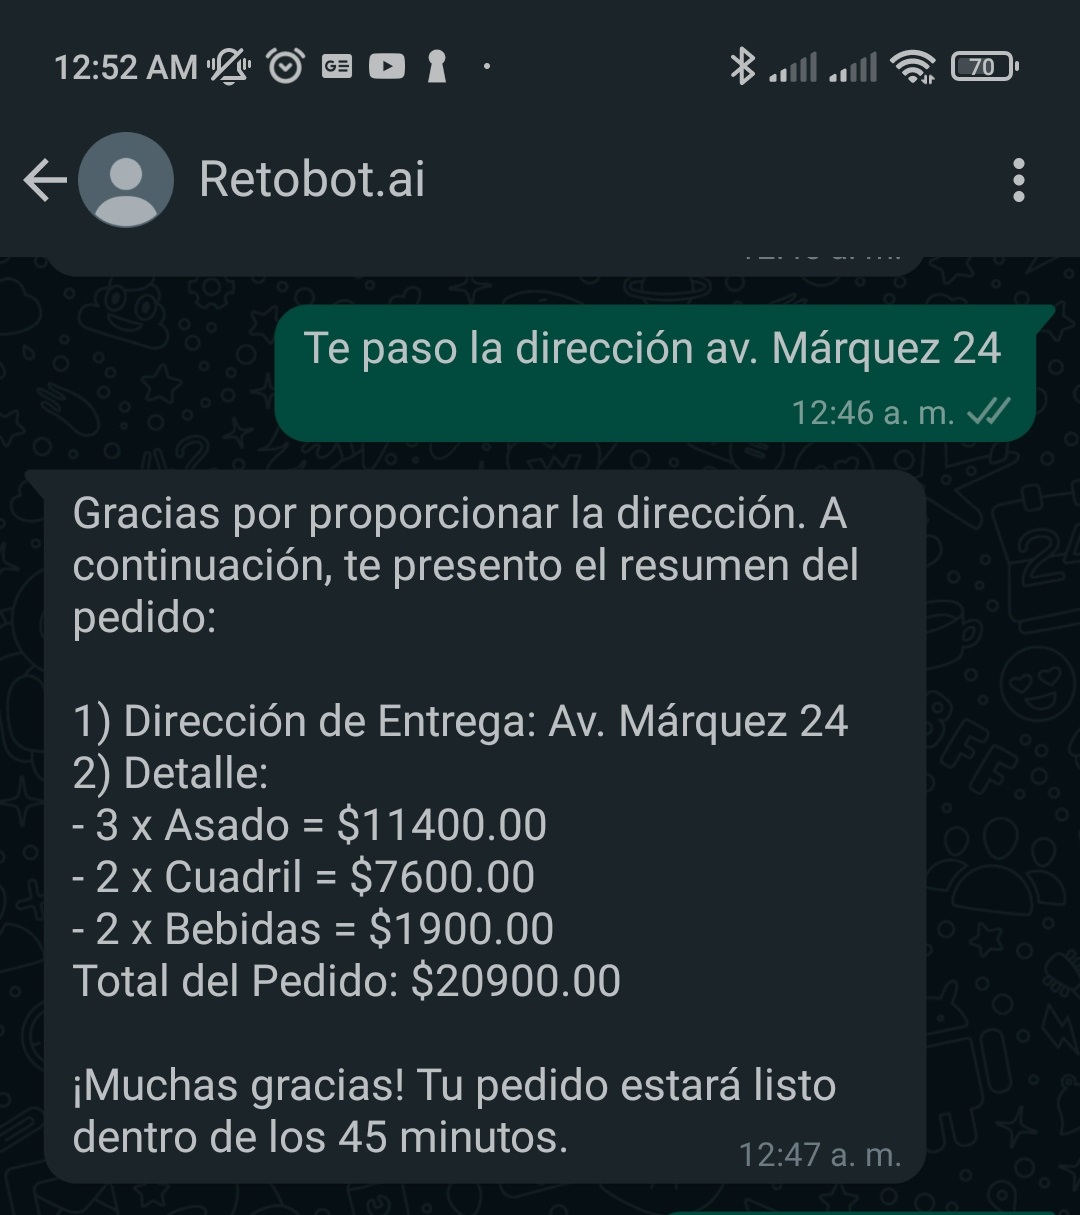 12:52 AM
GE
70
Retobot.ai
Te paso la dirección av. Márquez 24
12:46 a. m.
Gracias por proporcionar la dirección. A
continuación, te presento el resumen del
pedido:
1) Dirección de Entrega: Av. Márquez 24
2) Detalle:
- 3 x Asado = $11400.00
- 2 x Cuadril = $7600.00
- 2 x Bebidas = $1900.00
Total del Pedido: $20900.00
¡Muchas gracias! Tu pedido estará listo
dentro de los 45 minutos.
12:47 a. m.